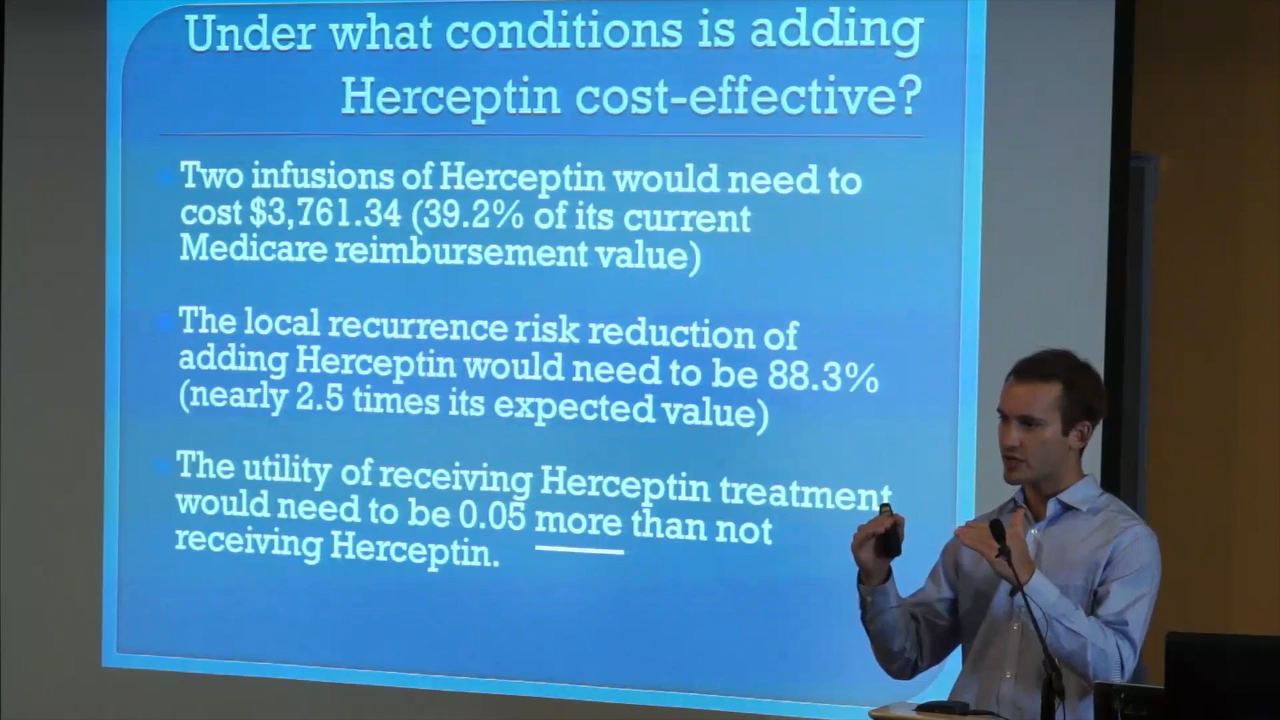 Under what conditions is adding
Herceptin cost-effective?
Two infusions of Herceptin would need to
cost $3,761.34 (39.2% of its current
Medicare reimbursement value)
The local recurrence risk reduction of
adding Herceptin would need to be 88.3%
(nearly 2.5 times its expected value)
The utility of receiving Herceptin treatment
would need to be 0.05 more than not
receiving Herceptin.